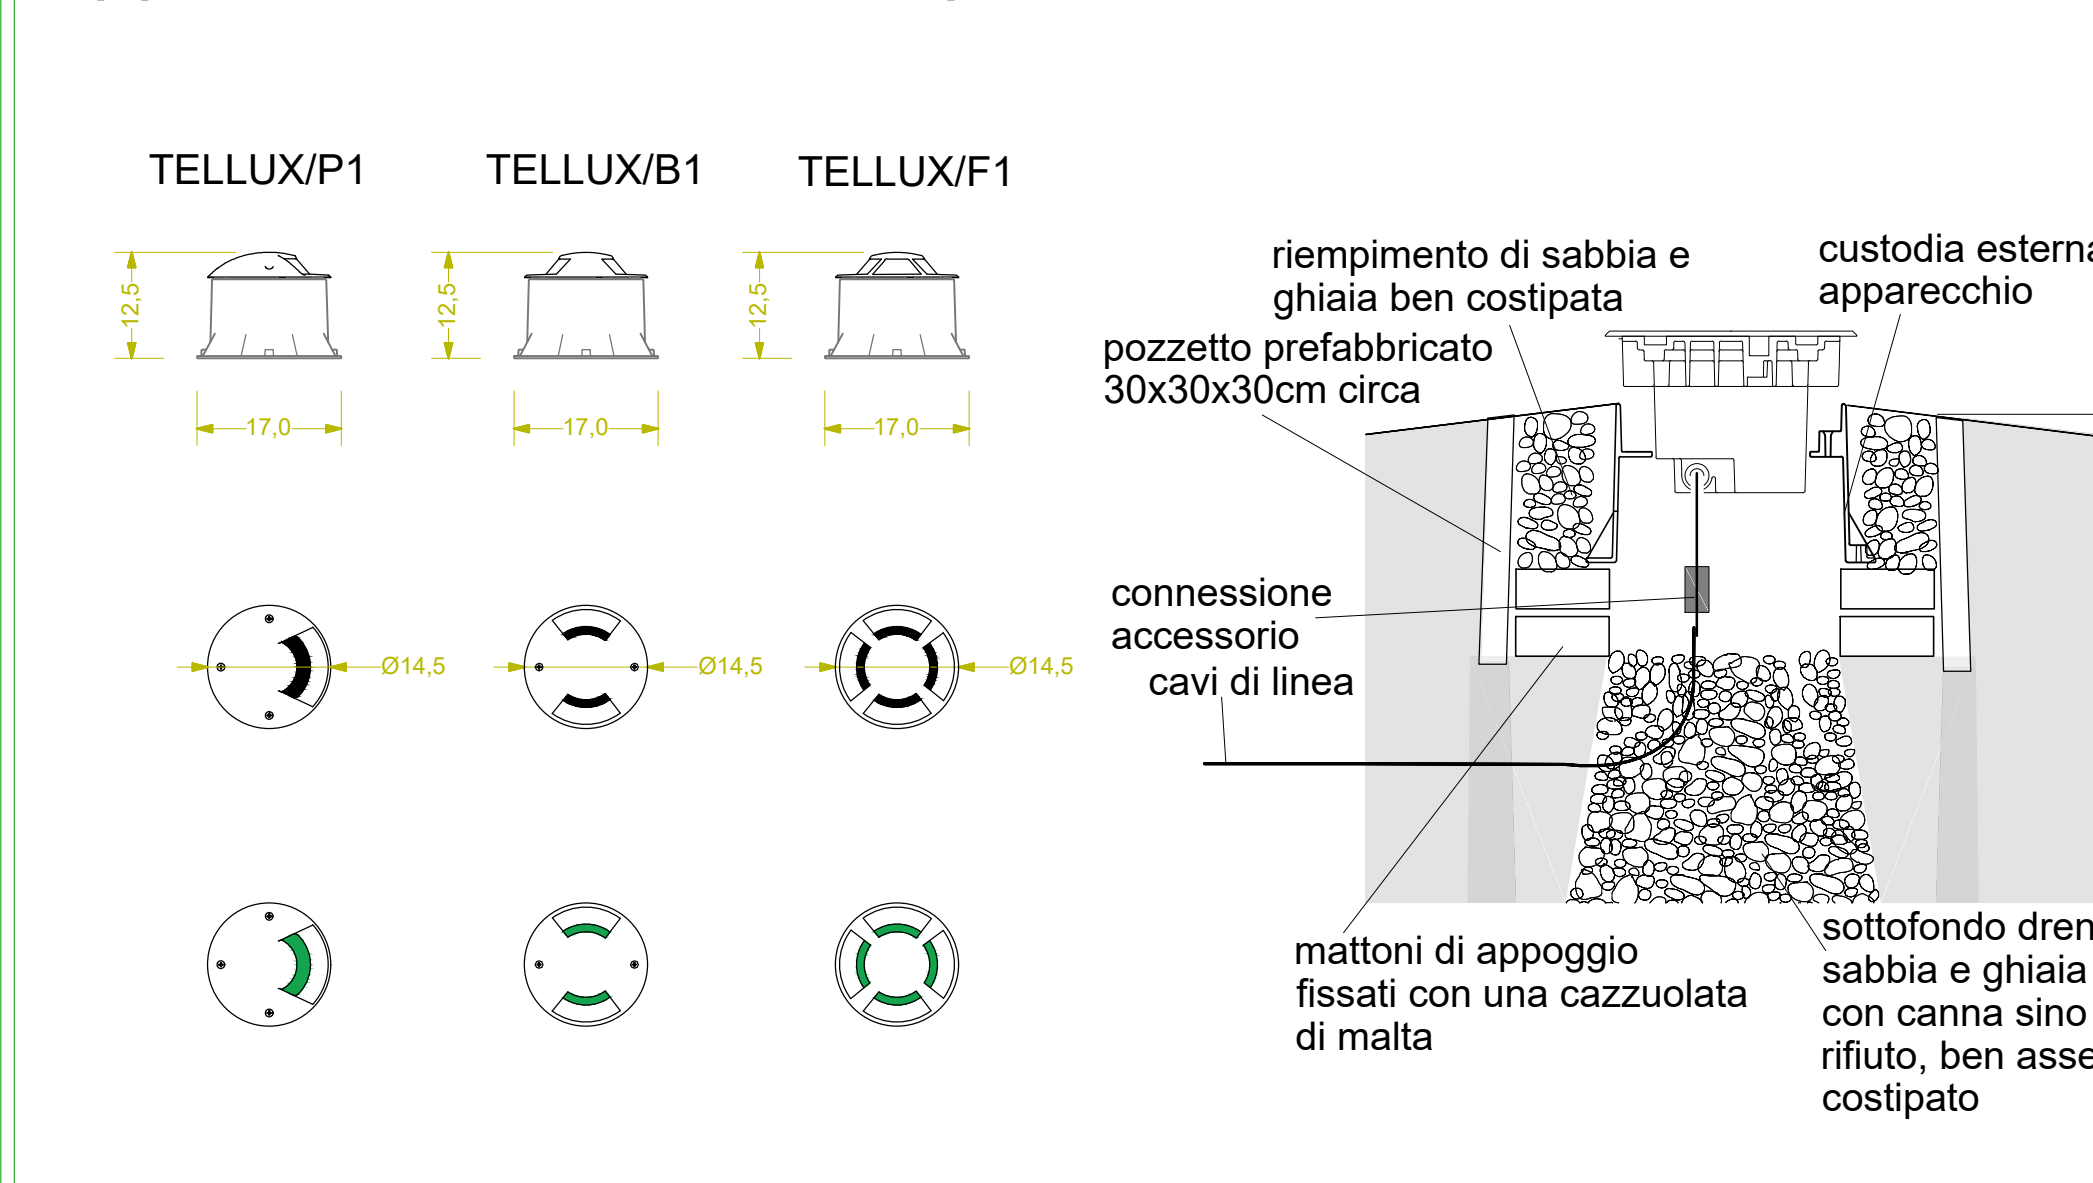 TELLUX/P1
TELLUX/B1
TELLUX/F1
12,5
12,5
12,5
17,0
17,0
17,0
Ø14,5
Ø14,5
Ø14,5
riempimento di sabbia e
ghiaia ben costipata
custodia esterna
apparecchio
pozzetto prefabbricato
30x30x30cm circa
connessione
accessorio
cavi di linea
mattoni di appoggio
fissati con una cazzuolata
di malta
sottofondo dren
sabbia e ghiaia
con canna sino
rifiuto, ben asse
costipato